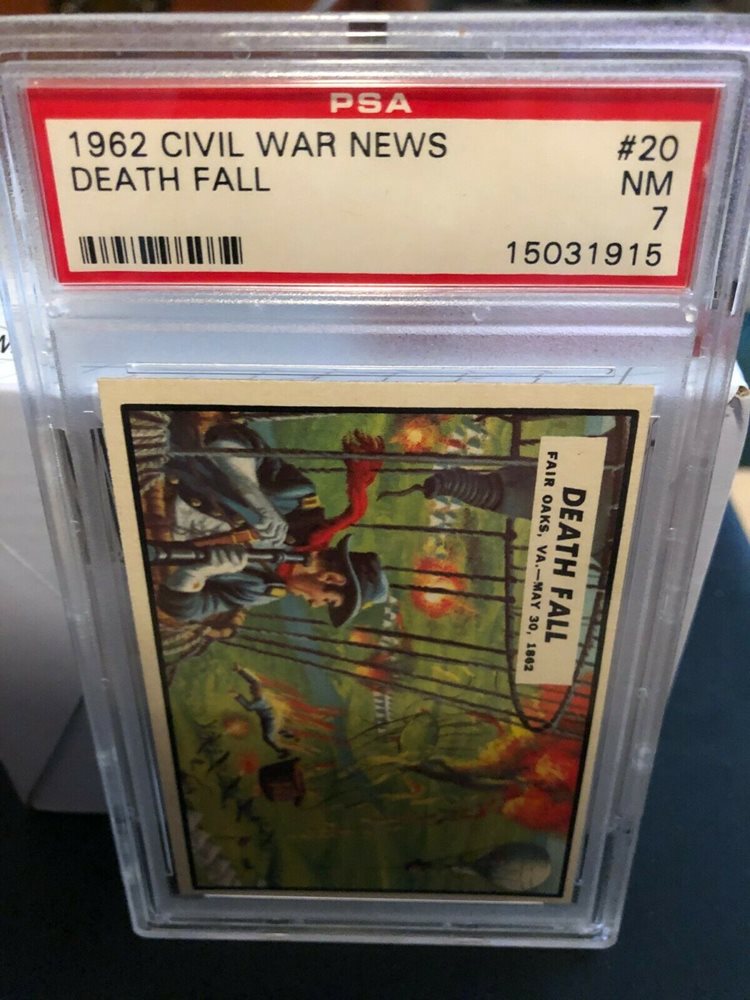 PSA
1962 CIVIL WAR NEWS #20
DEATH FALL NM
7
15031915
DEATH FALL
FAIR OAKS, VA.—MAY 30, 1862